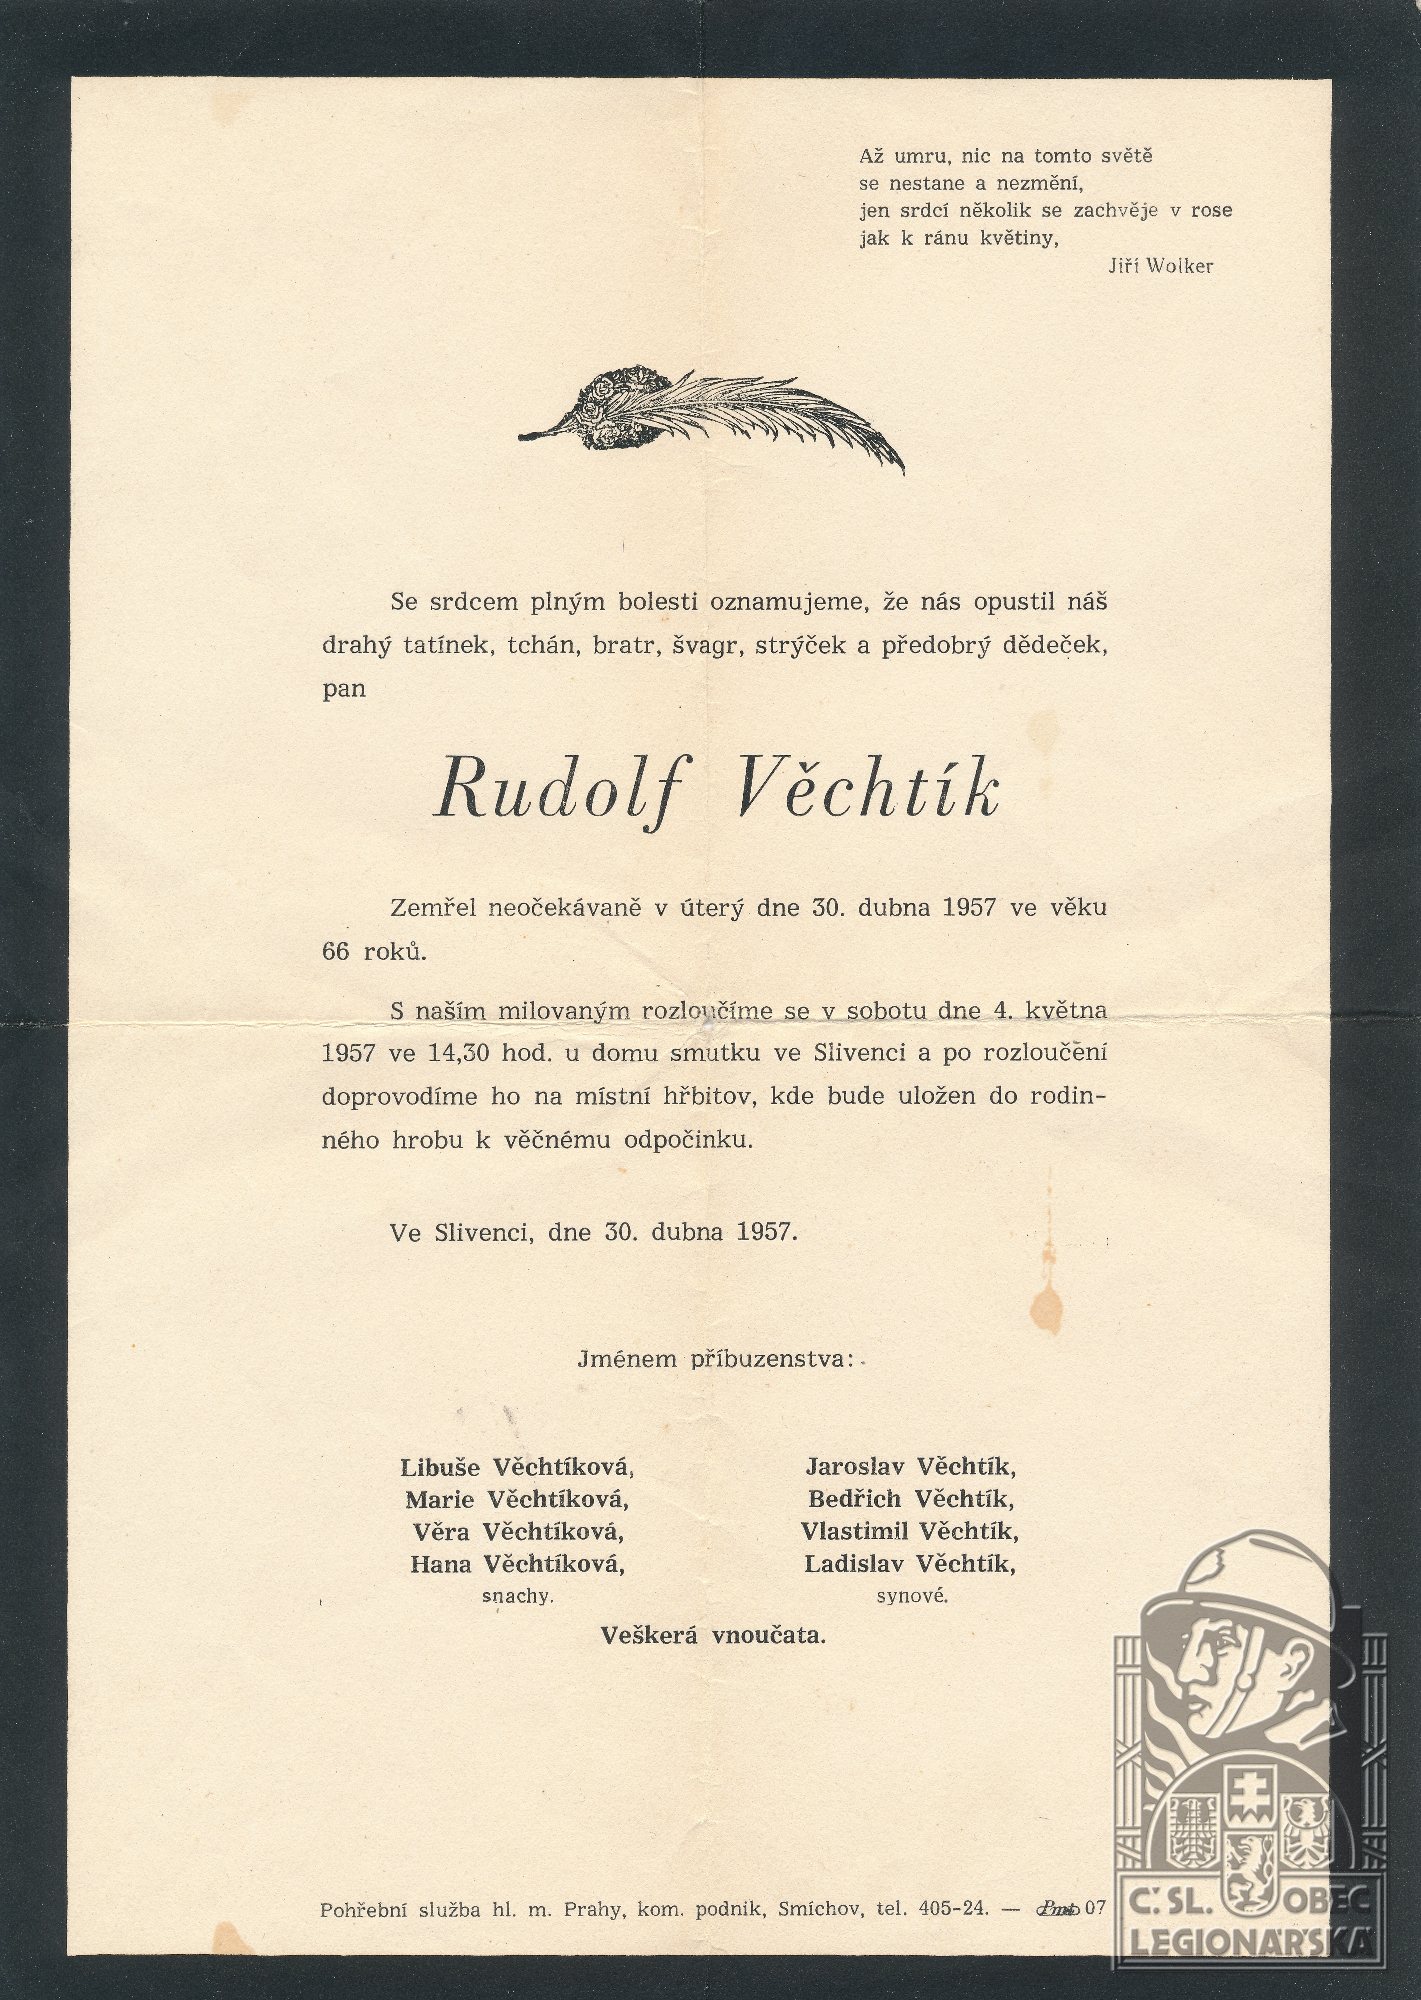 Až umru, nic na tomto světě
se nestane a nezmění,
jen srdcí několik se zachvěje v rose
jak k ránu květiny,
Jiří Wolker
Se srdcem plným bolesti oznamujeme, že nás opustil náš
drahý tatínek, tchán, bratr, švagr, strýček a předobrý dědeček,
pan
Rudolf Věchtík
Zemřel neočekávaně v úterý dne 30. dubna 1957 ve věku
66 roků.
S naším milovaným rozloučíme se v sobotu dne 4. května
1957 ve 14,30 hod. u domu smutku ve Slivenci a po rozloučení
doprovodíme ho na místní hřbitov, kde bude uložen do rodin-
ného hrobu k věčnému odpočinku.
Ve Slivenci, dne 30. dubna 1957.
Jménem příbuzenstva:
Libuše Věchtíková,
Marie Věchtíková,
Věra Věchtíková,
Hana Věchtíková,
snachy.
Jaroslav Věchtík,
Bedřich Věchtík,
Vlastimil Věchtík,
Ladislav Věchtík,
synové.
Veškerá vnoučata.
Pohřební služba hl. m. Prahy, kom. podnik, Smíchov, tel. 405-24. — 07
Č.SL. OBEC
LEGIONÁŘSKÁ